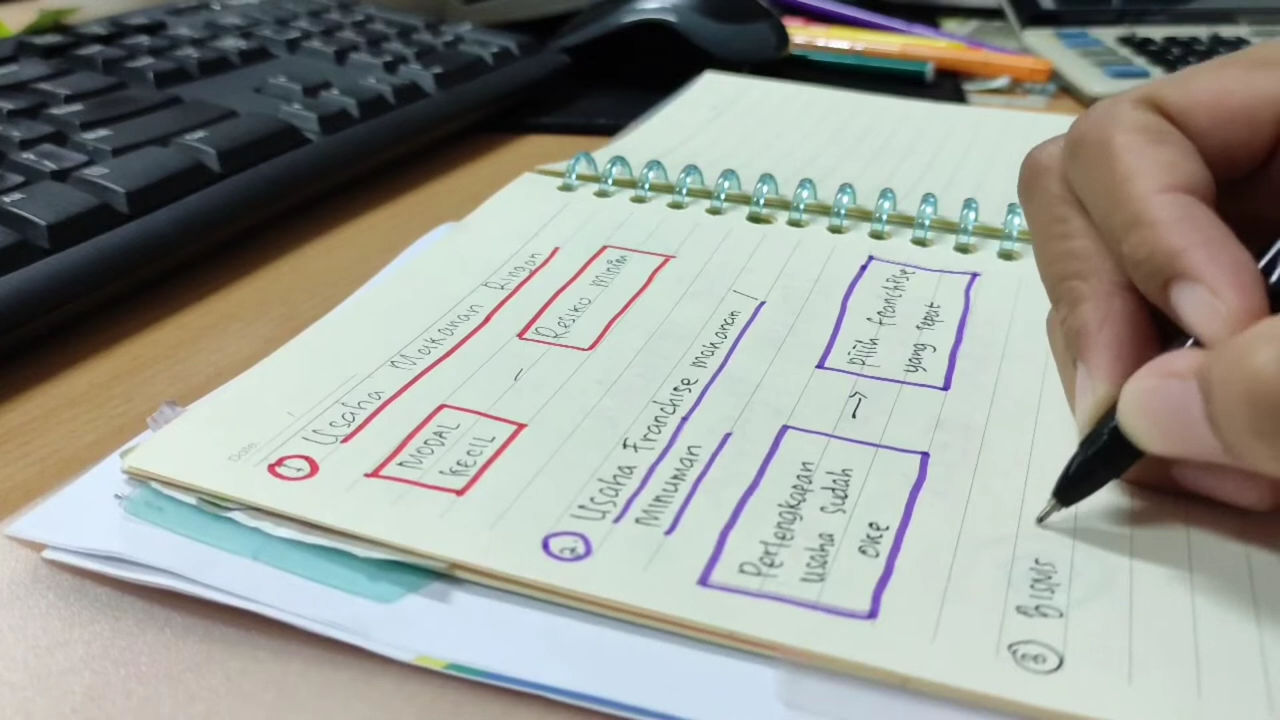 Date:
① Usaha Makanan Ringan
MODAL
KECIL
-
Resiko Minim
② Usaha Franchise Makanan /
Minuman
Perlengkapan
usaha sudah
oke
→
pilih franchise
yang tepat
③ BISNIS